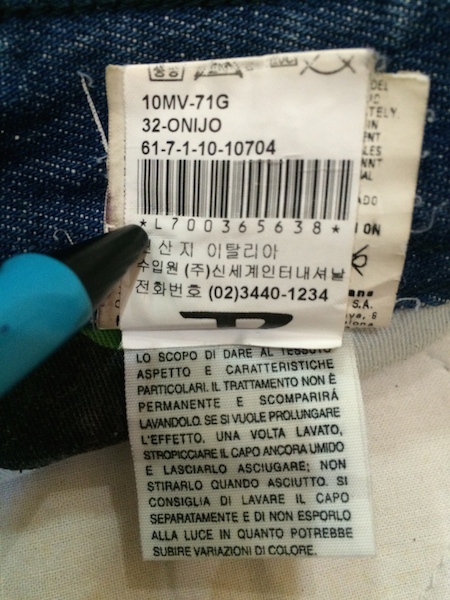 10MV-71G
32-ONIJO
61-7-1-10-10704
*L700365638*
원산지 이탈리아
수입원 (주)신세계인터내셔날
전화번호 (02)3440-1234
LO SCOPO DI DARE AL TESSUTO
ASPETTO E CARATTERISTICHE
PARTICOLARI. IL TRATTAMENTO NON È
PERMANENTE E SCOMPARIRÀ
LAVANDOLO. SE SI VUOLE PROLUNGARE
L'EFFETTO, UNA VOLTA LAVATO,
STROPICCIARE IL CAPO ANCORA UMIDO
E LASCIARLO ASCIUGARE; NON
STIRARLO QUANDO ASCIUTTO. SI
CONSIGLIA DI LAVARE IL CAPO
SEPARATAMENTE E DI NON ESPORLO
ALLA LUCE IN QUANTO POTREBBE
SUBIRE VARIAZIONI DI COLORE.
S.A.